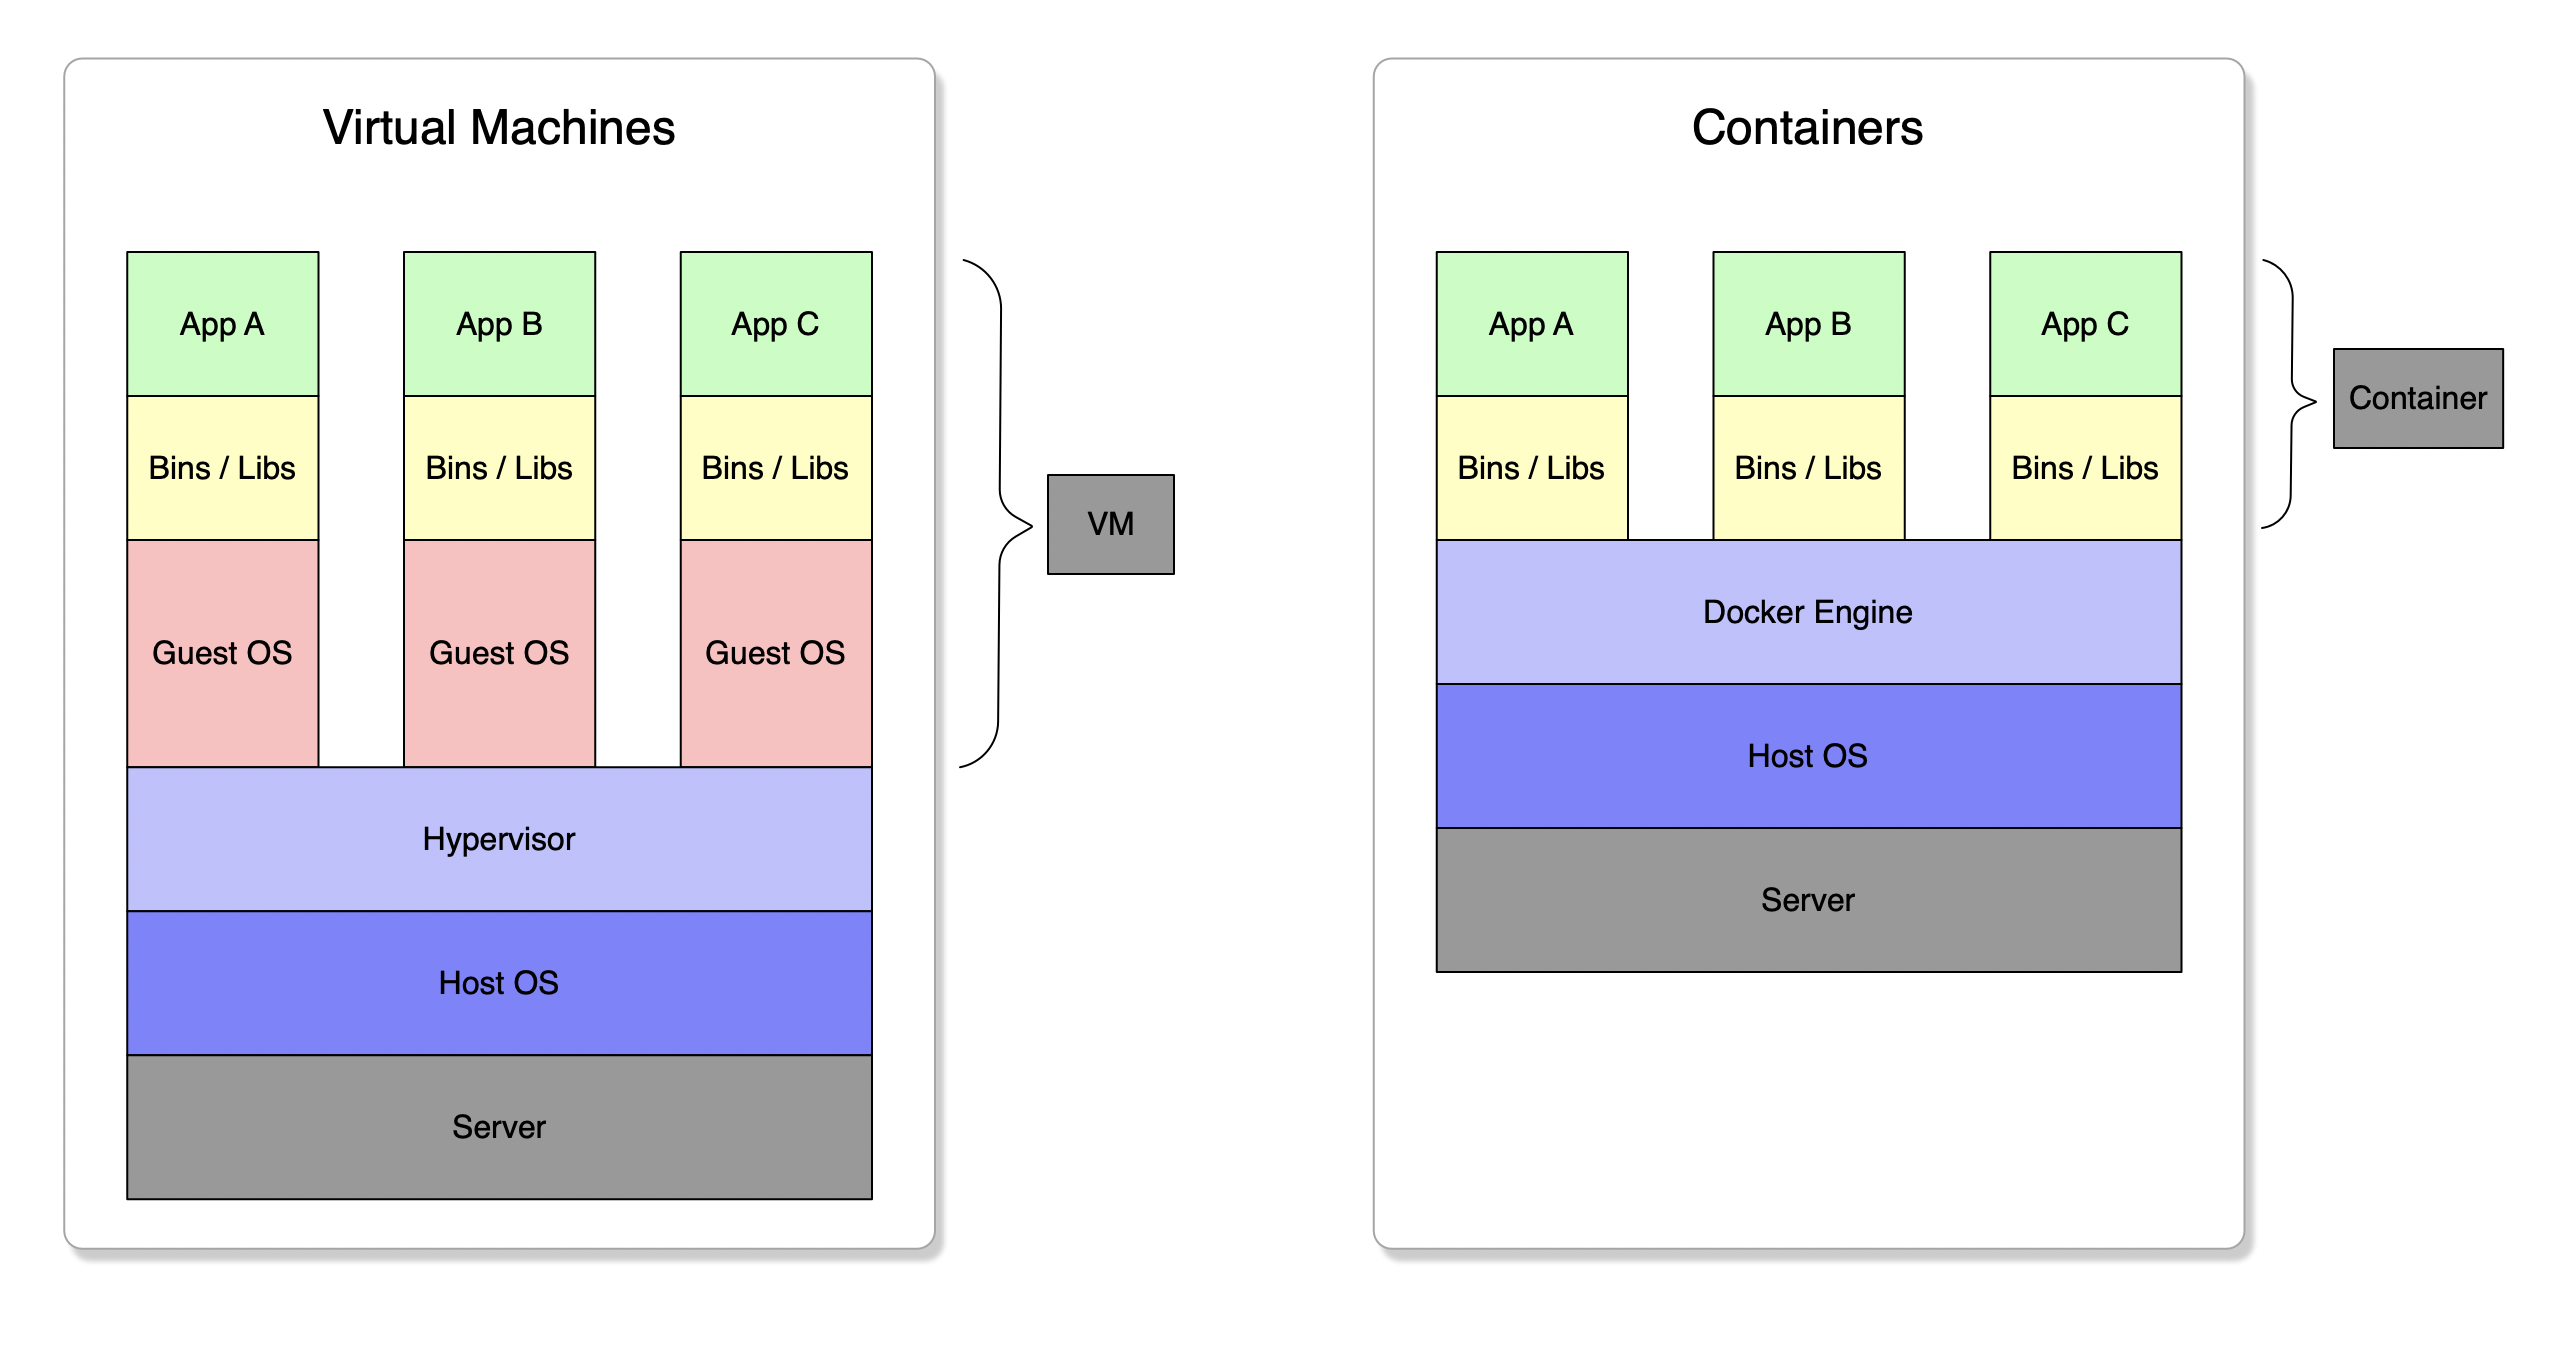 Virtual Machines
App A
App B
App C
Bins / Libs
Bins / Libs
Bins / Libs
Guest OS
Guest OS
Guest OS
Hypervisor
Host OS
Server
VM
Containers
App A
App B
App C
Bins / Libs
Bins / Libs
Bins / Libs
Docker Engine
Host OS
Server
Container